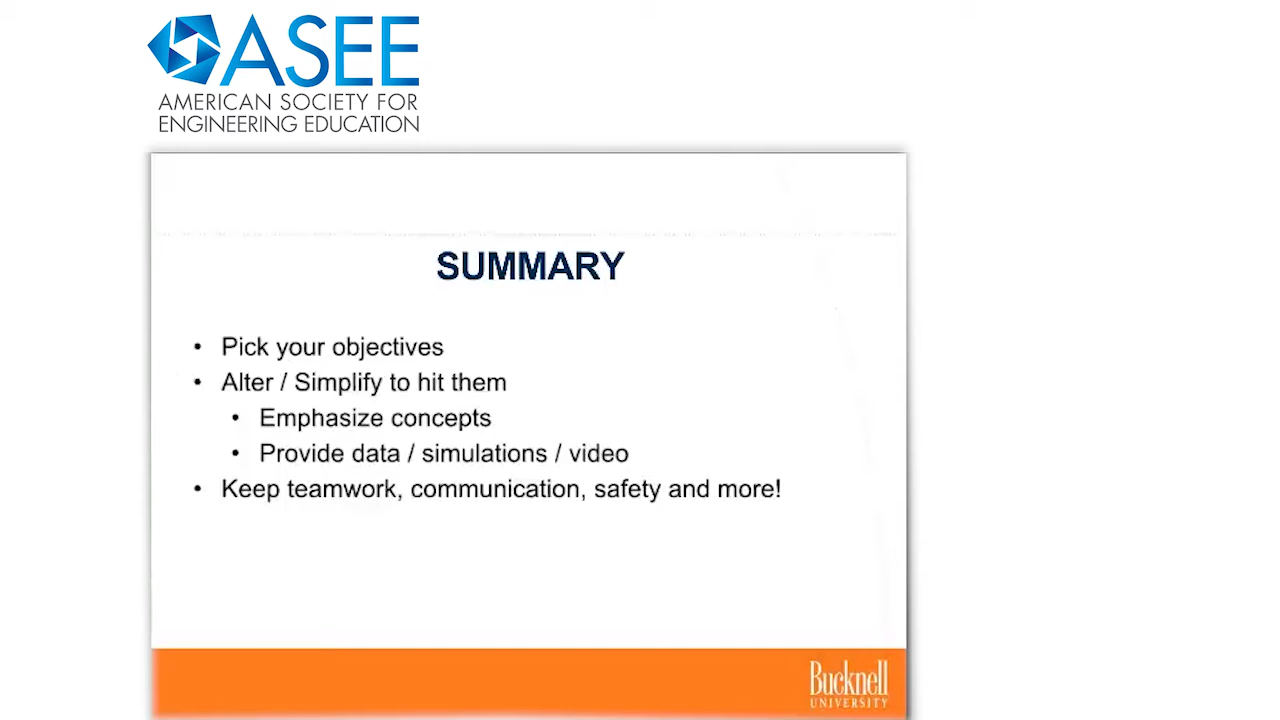 ASEE
AMERICAN SOCIETY FOR
ENGINEERING EDUCATION
SUMMARY
• Pick your objectives
• Alter / Simplify to hit them
• Emphasize concepts
• Provide data / simulations / video
• Keep teamwork, communication, safety and more!
Bucknell
UNIVERSITY